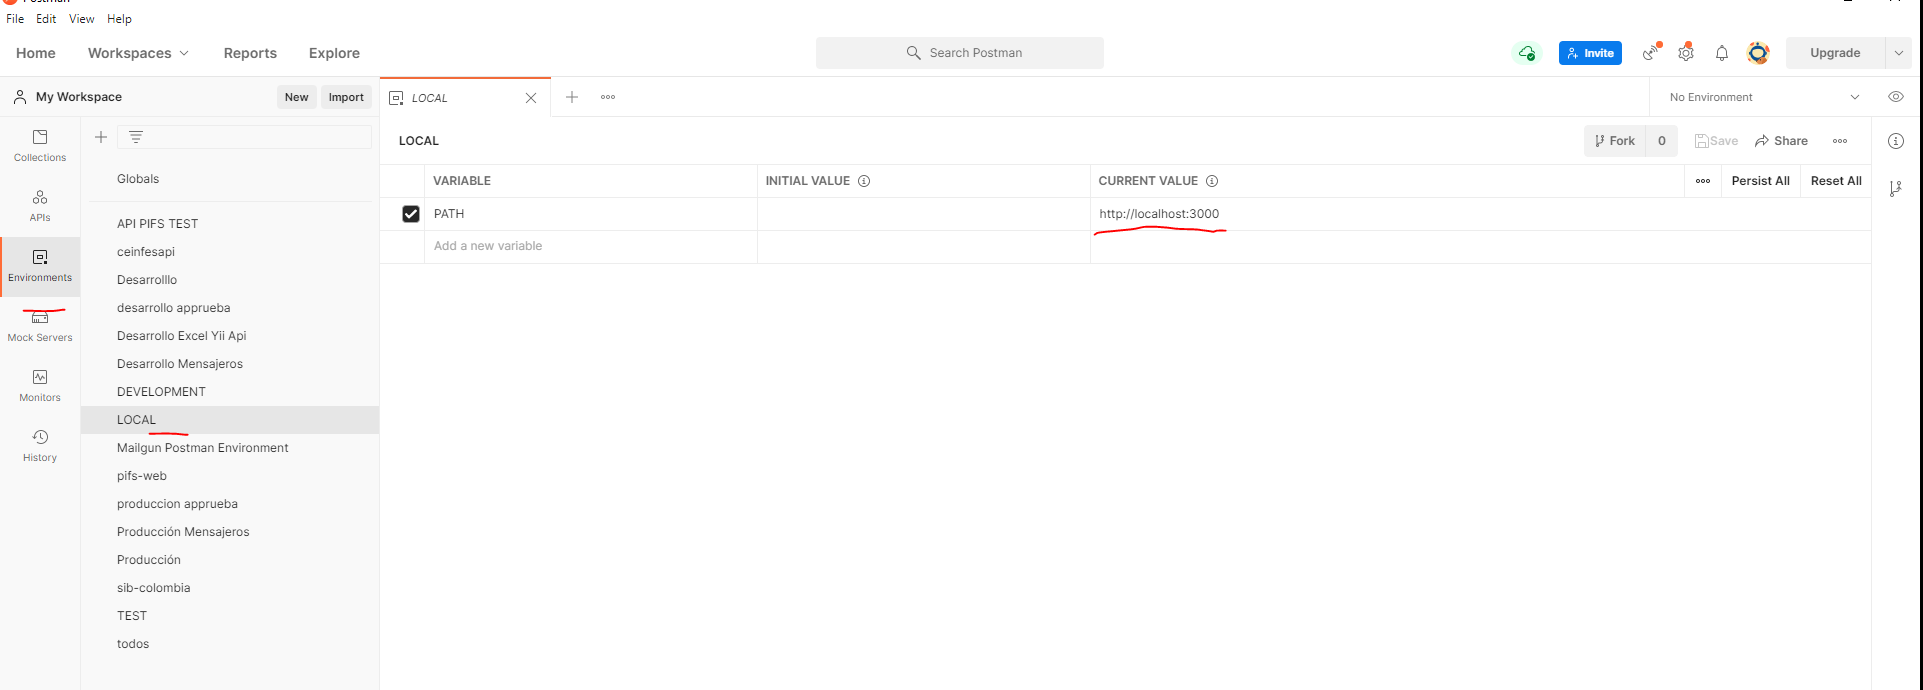 File Edit View Help
Home Workspaces Reports Explore Search Postman Invite Upgrade
My Workspace New Import LOCAL No Environment
Collections
APIs
Environments
Mock Servers
Monitors
History
Globals
API PIFS TEST
ceinfesapi
Desarrolllo
desarrollo apprueba
Desarrollo Excel Yii Api
Desarrollo Mensajeros
DEVELOPMENT
LOCAL
Mailgun Postman Environment
pifs-web
produccion apprueba
Producción Mensajeros
Producción
sib-colombia
TEST
todos
LOCAL Fork 0 Save Share
VARIABLE INITIAL VALUE CURRENT VALUE Persist All Reset All
PATH http://localhost:3000
Add a new variable